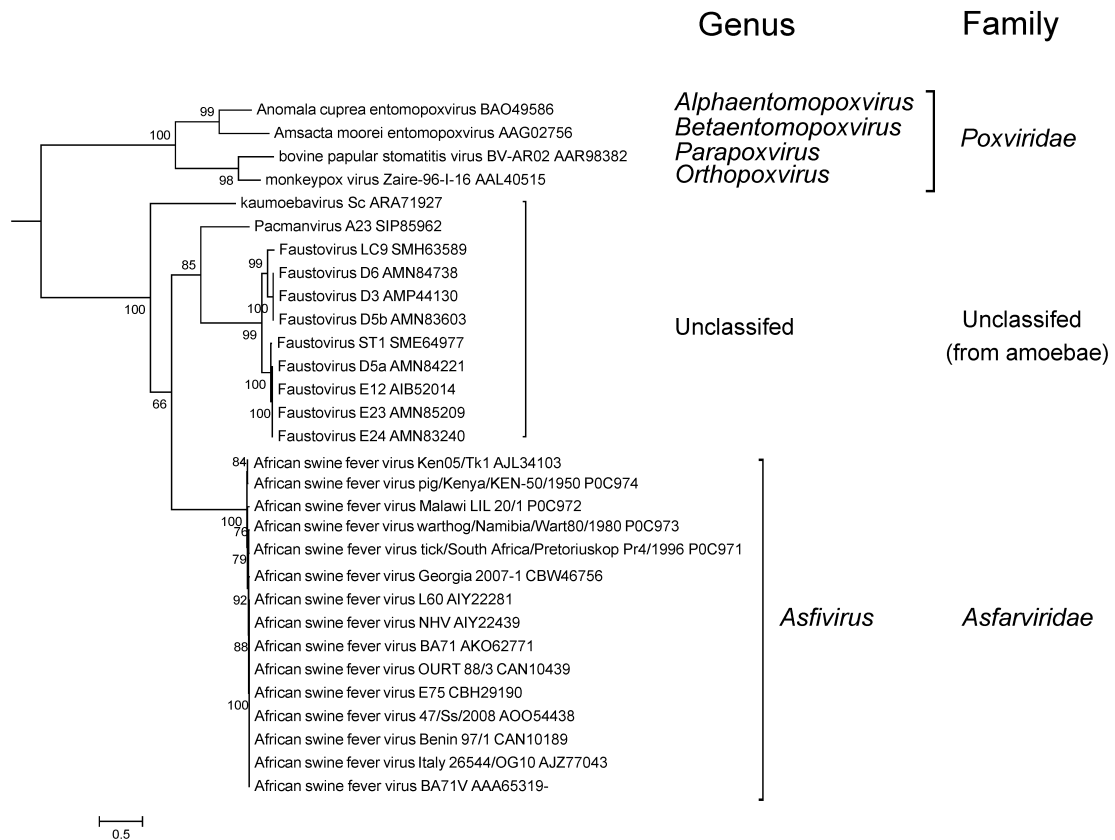 Genus Family
99 Anomala cuprea entomopoxvirus BAO49586 Alphaentomopoxvirus
100 Amsacta moorei entomopoxvirus AAG02756 Betaentomopoxvirus
Poxviridae
bovine papular stomatitis virus BV-AR02 AAR98382 Parapoxvirus
98 monkeypox virus Zaire-96-I-16 AAL40515 Orthopoxvirus
kaumoebavirus Sc ARA71927
Pacmanvirus A23 SIP85962
Faustovirus LC9 SMH63589
85 99
Faustovirus D6 AMN84738
Faustovirus D3 AMP44130
100 100
Faustovirus D5b AMN83603
Unclassifed Unclassifed
99
Faustovirus ST1 SME64977
(from amoebae)
Faustovirus D5a AMN84221
100 Faustovirus E12 AIB52014
66
100 Faustovirus E23 AMN85209
Faustovirus E24 AMN83240
84 African swine fever virus Ken05/Tk1 AJL34103
African swine fever virus pig/Kenya/KEN-50/1950 P0C974
African swine fever virus Malawi LIL 20/1 P0C972
100
76 African swine fever virus warthog/Namibia/Wart80/1980 P0C973
African swine fever virus tick/South Africa/Pretoriuskop Pr4/1996 P0C971
79
African swine fever virus Georgia 2007-1 CBW46756
92 African swine fever virus L60 AIY22281
Asfivirus Asfarviridae
African swine fever virus NHV AIY22439
88 African swine fever virus BA71 AKO62771
African swine fever virus OURT 88/3 CAN10439
African swine fever virus E75 CBH29190
100
African swine fever virus 47/Ss/2008 AOO54438
African swine fever virus Benin 97/1 CAN10189
African swine fever virus Italy 26544/OG10 AJZ77043
African swine fever virus BA71V AAA65319-
0.5